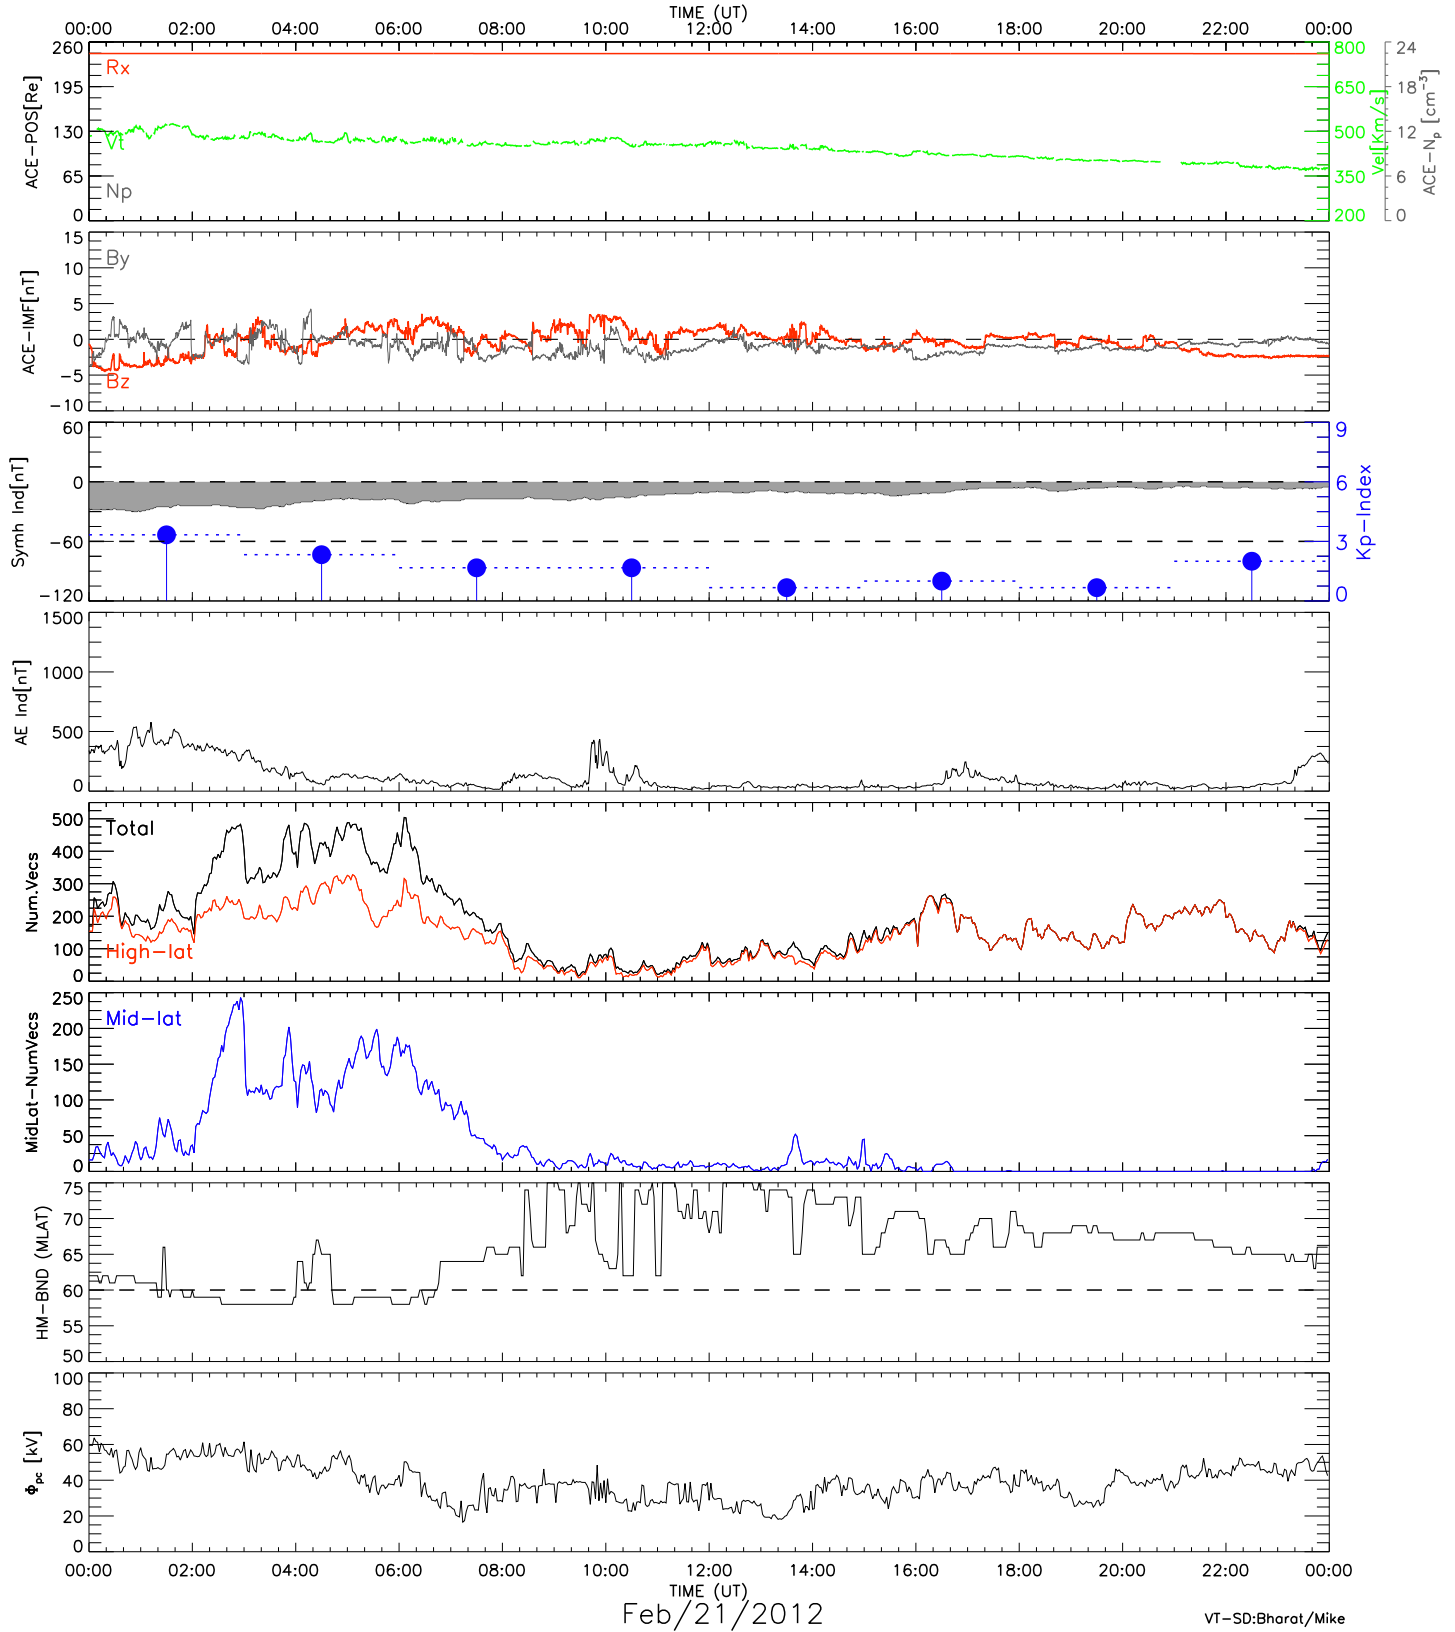 TIME (UT)
00:00 02:00 04:00 06:00 08:00 10:00 12:00 14:00 16:00 18:00 20:00 22:00 00:00
ACE-POS[Re]
260
195
130
65
0
Rx
Vt
Np
800
650
500
350
200
Vel[Km/s]
24
18
12
6
0
ACE-Np [cm-3]
ACE-IMF[nT]
15
10
5
0
-5
-10
By
Bz
Symh Ind[nT]
60
0
-60
-120
9
6
3
0
Kp-Index
AE Ind[nT]
1500
1000
500
0
Num.Vecs
500
400
300
200
100
0
Total
High-lat
MidLat-NumVecs
250
200
150
100
50
0
Mid-lat
HM-BND (MLAT)
75
70
65
60
55
50
Φpc [kV]
100
80
60
40
20
0
00:00 02:00 04:00 06:00 08:00 10:00 12:00 14:00 16:00 18:00 20:00 22:00 00:00
TIME (UT)
Feb/21/2012
VT-SD:Bharat/Mike